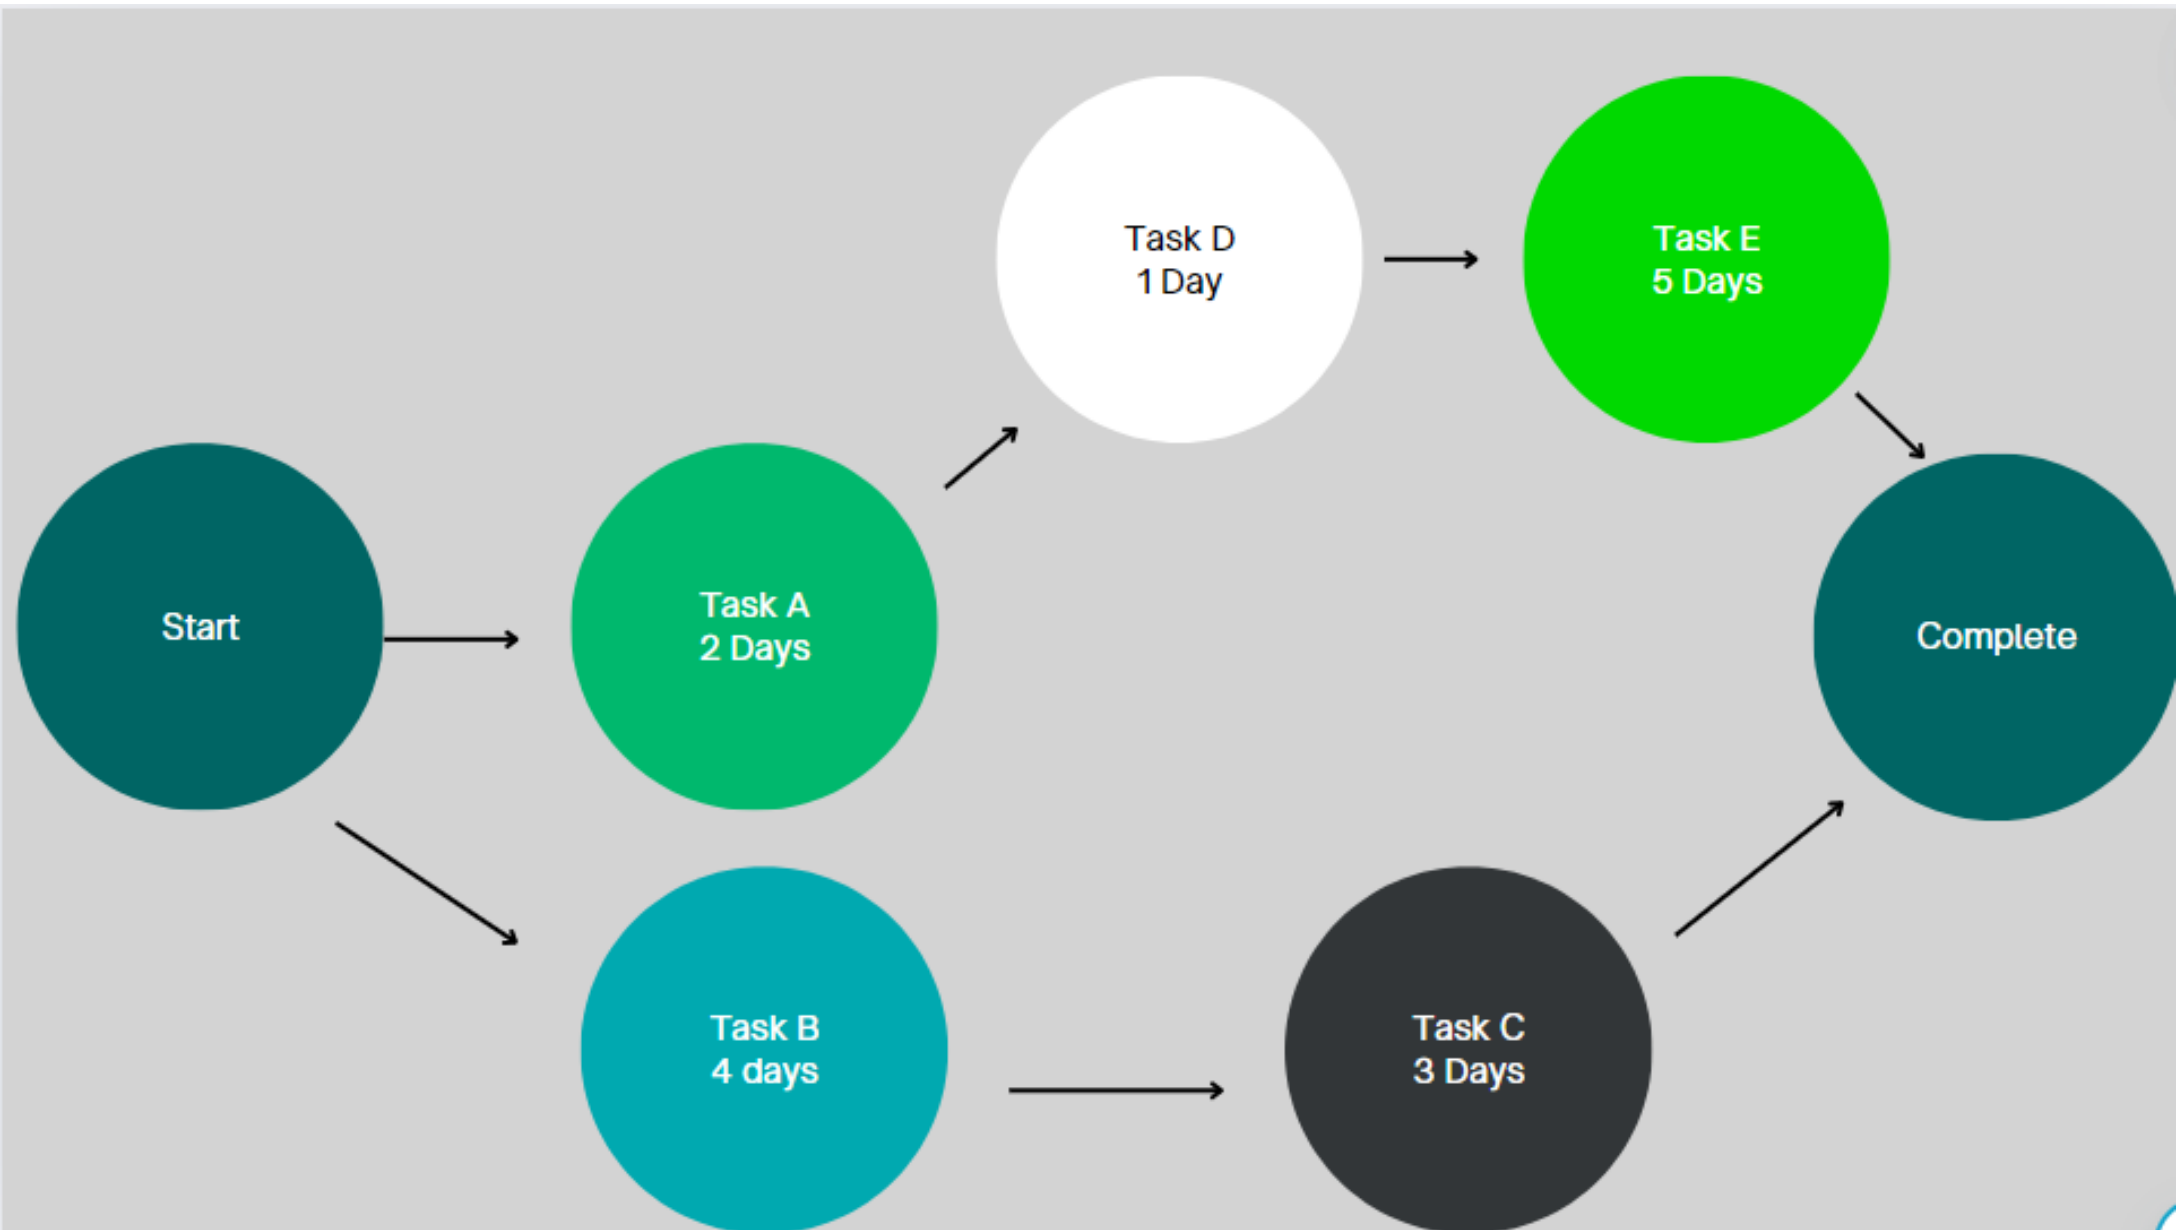 Task D
1 Day
Task E
5 Days
Start
Task A
2 Days
Complete
Task B
4 days
Task C
3 Days